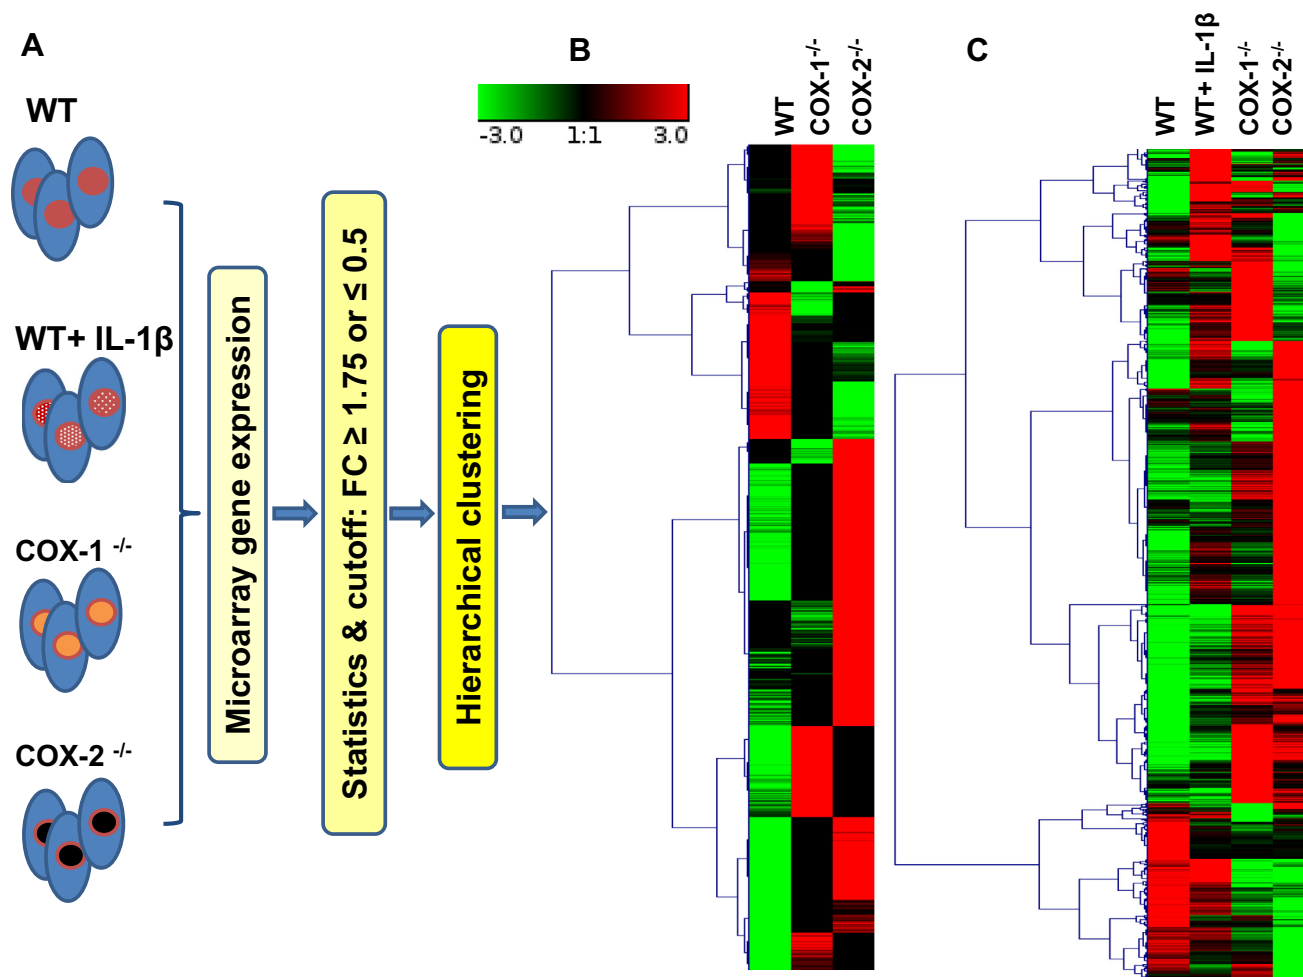 A
WT
WT+ IL-1β
COX-1 -/-
COX-2 -/-
Microarray gene expression
Statistics & cutoff: FC ≥ 1.75 or ≤ 0.5
Hierarchical clustering
B
-3.0 1:1 3.0
WT
COX-1-/-
COX-2-/-
C
WT
WT+ IL-1β
COX-1-/-
COX-2-/-